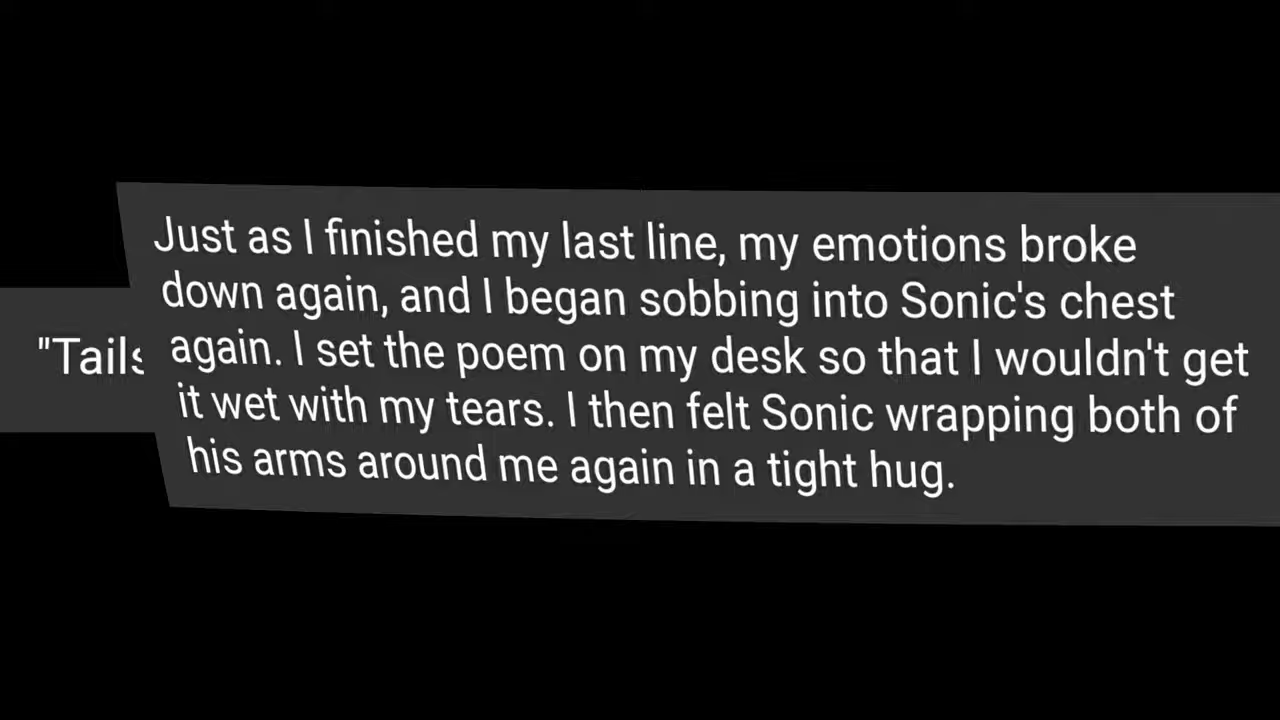 Just as I finished my last line, my emotions broke
down again, and I began sobbing into Sonic's chest
again. I set the poem on my desk so that I wouldn't get
it wet with my tears. I then felt Sonic wrapping both of
his arms around me again in a tight hug.
"Tails